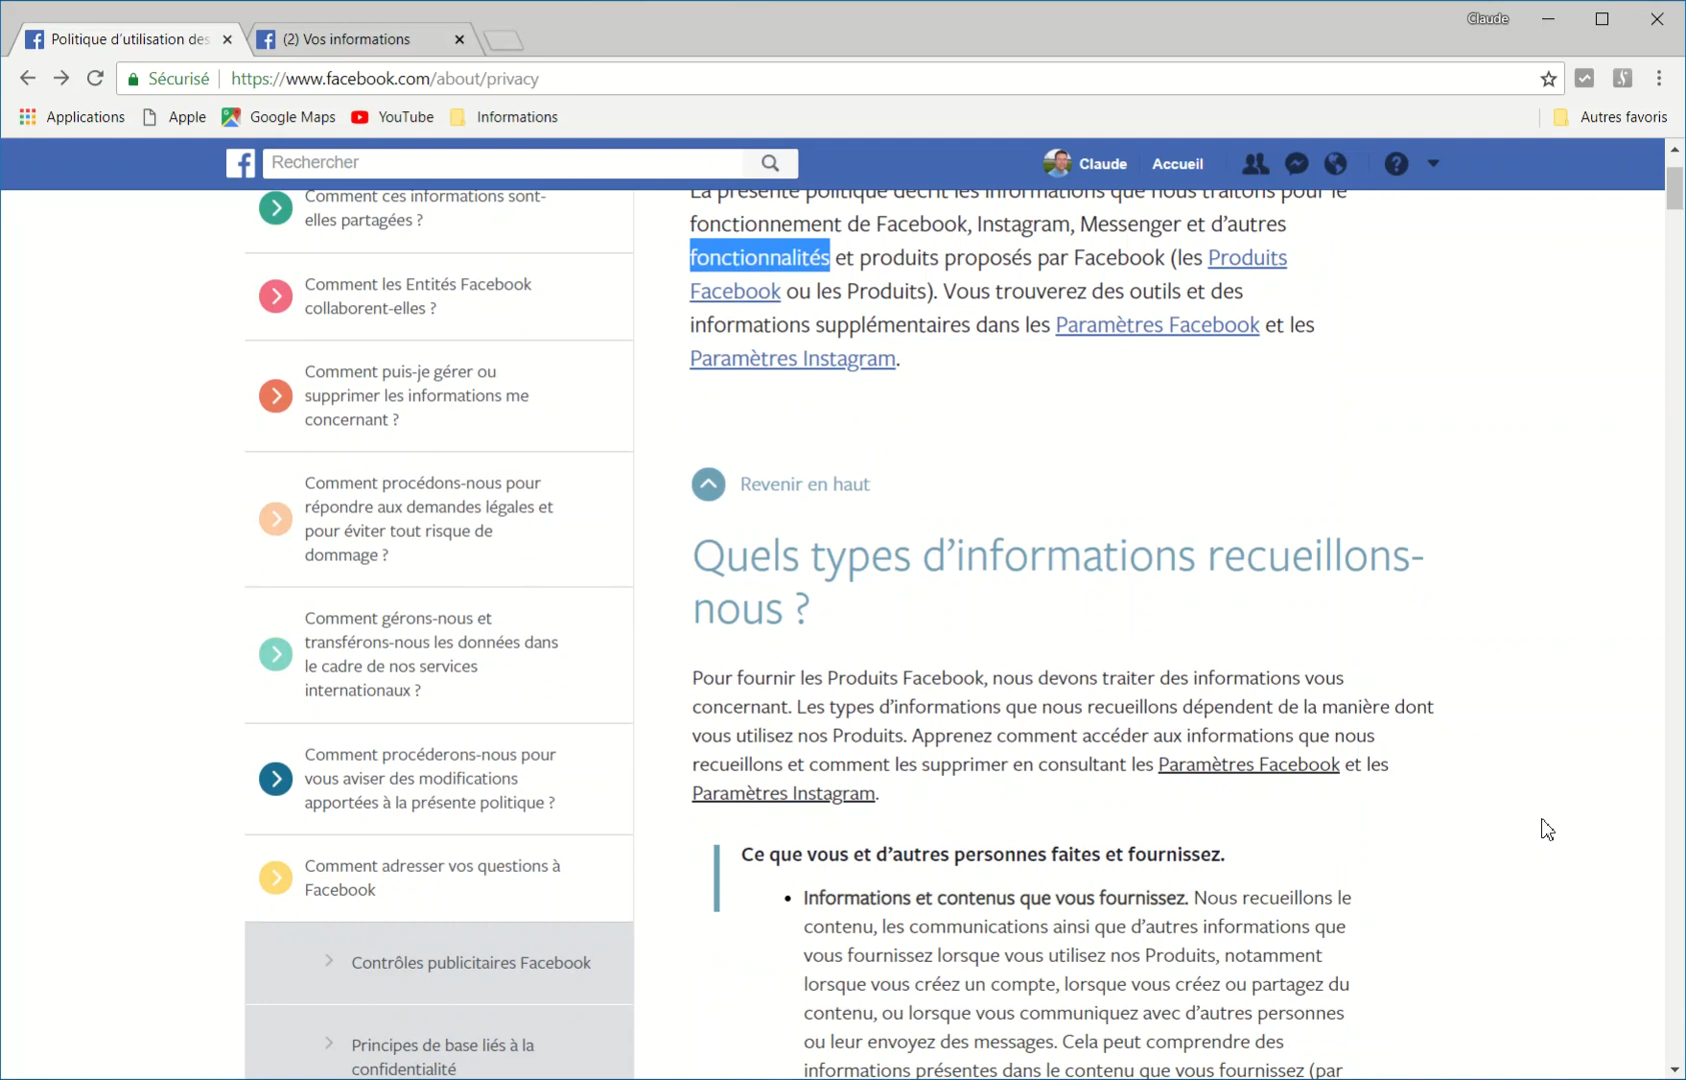 Claude
Politique d'utilisation des
(2) Vos informations
Sécurisé
https://www.facebook.com/about/privacy
Applications
Apple
Google Maps
YouTube
Informations
Autres favoris
Rechercher
Claude
Accueil
Comment ces informations sont-
elles partagées ?
Comment les Entités Facebook
collaborent-elles ?
Comment puis-je gérer ou
supprimer les informations me
concernant ?
Comment procédons-nous pour
répondre aux demandes légales et
pour éviter tout risque de
dommage ?
Comment gérons-nous et
transférons-nous les données dans
le cadre de nos services
internationaux ?
Comment procéderons-nous pour
vous aviser des modifications
apportées à la présente politique ?
Comment adresser vos questions à
Facebook
Contrôles publicitaires Facebook
Principes de base liés à la
confidentialité
La présente politique décrit les informations que nous traitons pour le
fonctionnement de Facebook, Instagram, Messenger et d'autres
fonctionnalités et produits proposés par Facebook (les Produits
Facebook ou les Produits). Vous trouverez des outils et des
informations supplémentaires dans les Paramètres Facebook et les
Paramètres Instagram.
Revenir en haut
Quels types d'informations recueillons-
nous ?
Pour fournir les Produits Facebook, nous devons traiter des informations vous
concernant. Les types d'informations que nous recueillons dépendent de la manière dont
vous utilisez nos Produits. Apprenez comment accéder aux informations que nous
recueillons et comment les supprimer en consultant les Paramètres Facebook et les
Paramètres Instagram.
Ce que vous et d'autres personnes faites et fournissez.
• Informations et contenus que vous fournissez. Nous recueillons le
contenu, les communications ainsi que d'autres informations que
vous fournissez lorsque vous utilisez nos Produits, notamment
lorsque vous créez un compte, lorsque vous créez ou partagez du
contenu, ou lorsque vous communiquez avec d'autres personnes
ou leur envoyez des messages. Cela peut comprendre des
informations présentes dans le contenu que vous fournissez (par